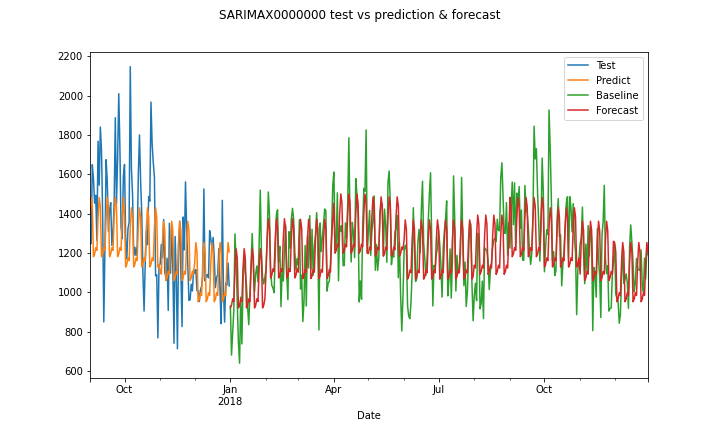 SARIMAX0000000 test vs prediction & forecast
2200
2000
1800
1600
1400
1200
1000
800
600
Test
Predict
Baseline
Forecast
Oct
Jan
2018
Apr
Jul
Oct
Date